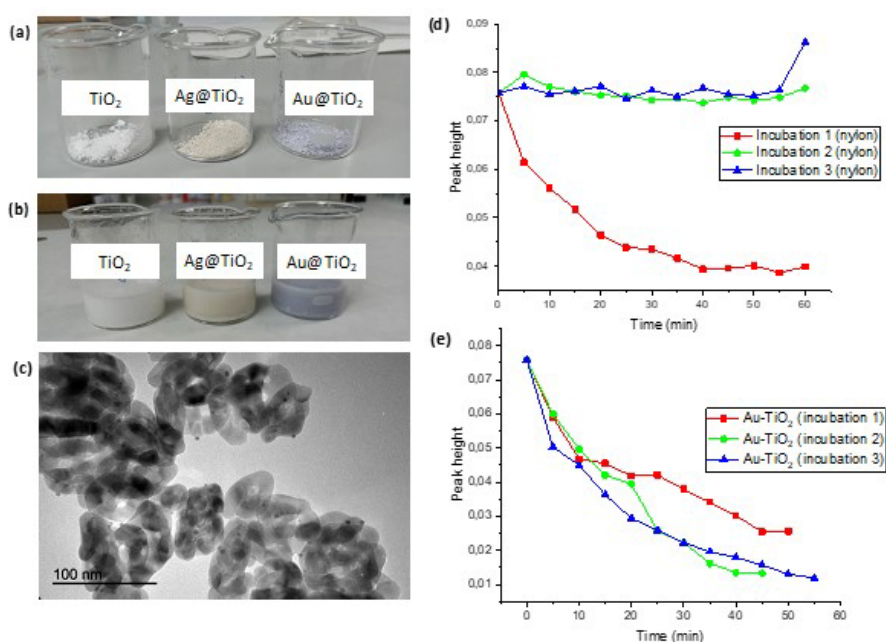 (a)
TiO₂
Ag@TiO₂
Au@TiO₂
(b)
TiO₂
Ag@TiO₂
Au@TiO₂
(c)
100 nm
(d)
0,09
0,08
0,07
0,06
0,05
0,04
Peak height
Incubation 1 (nylon)
Incubation 2 (nylon)
Incubation 3 (nylon)
0 10 20 30 40 50 60
Time (min)
(e)
0,08
0,07
0,06
0,05
0,04
0,03
0,02
0,01
Peak height
Au-TiO₂ (incubation 1)
Au-TiO₂ (incubation 2)
Au-TiO₂ (incubation 3)
0 10 20 30 40 50 60
Time (min)